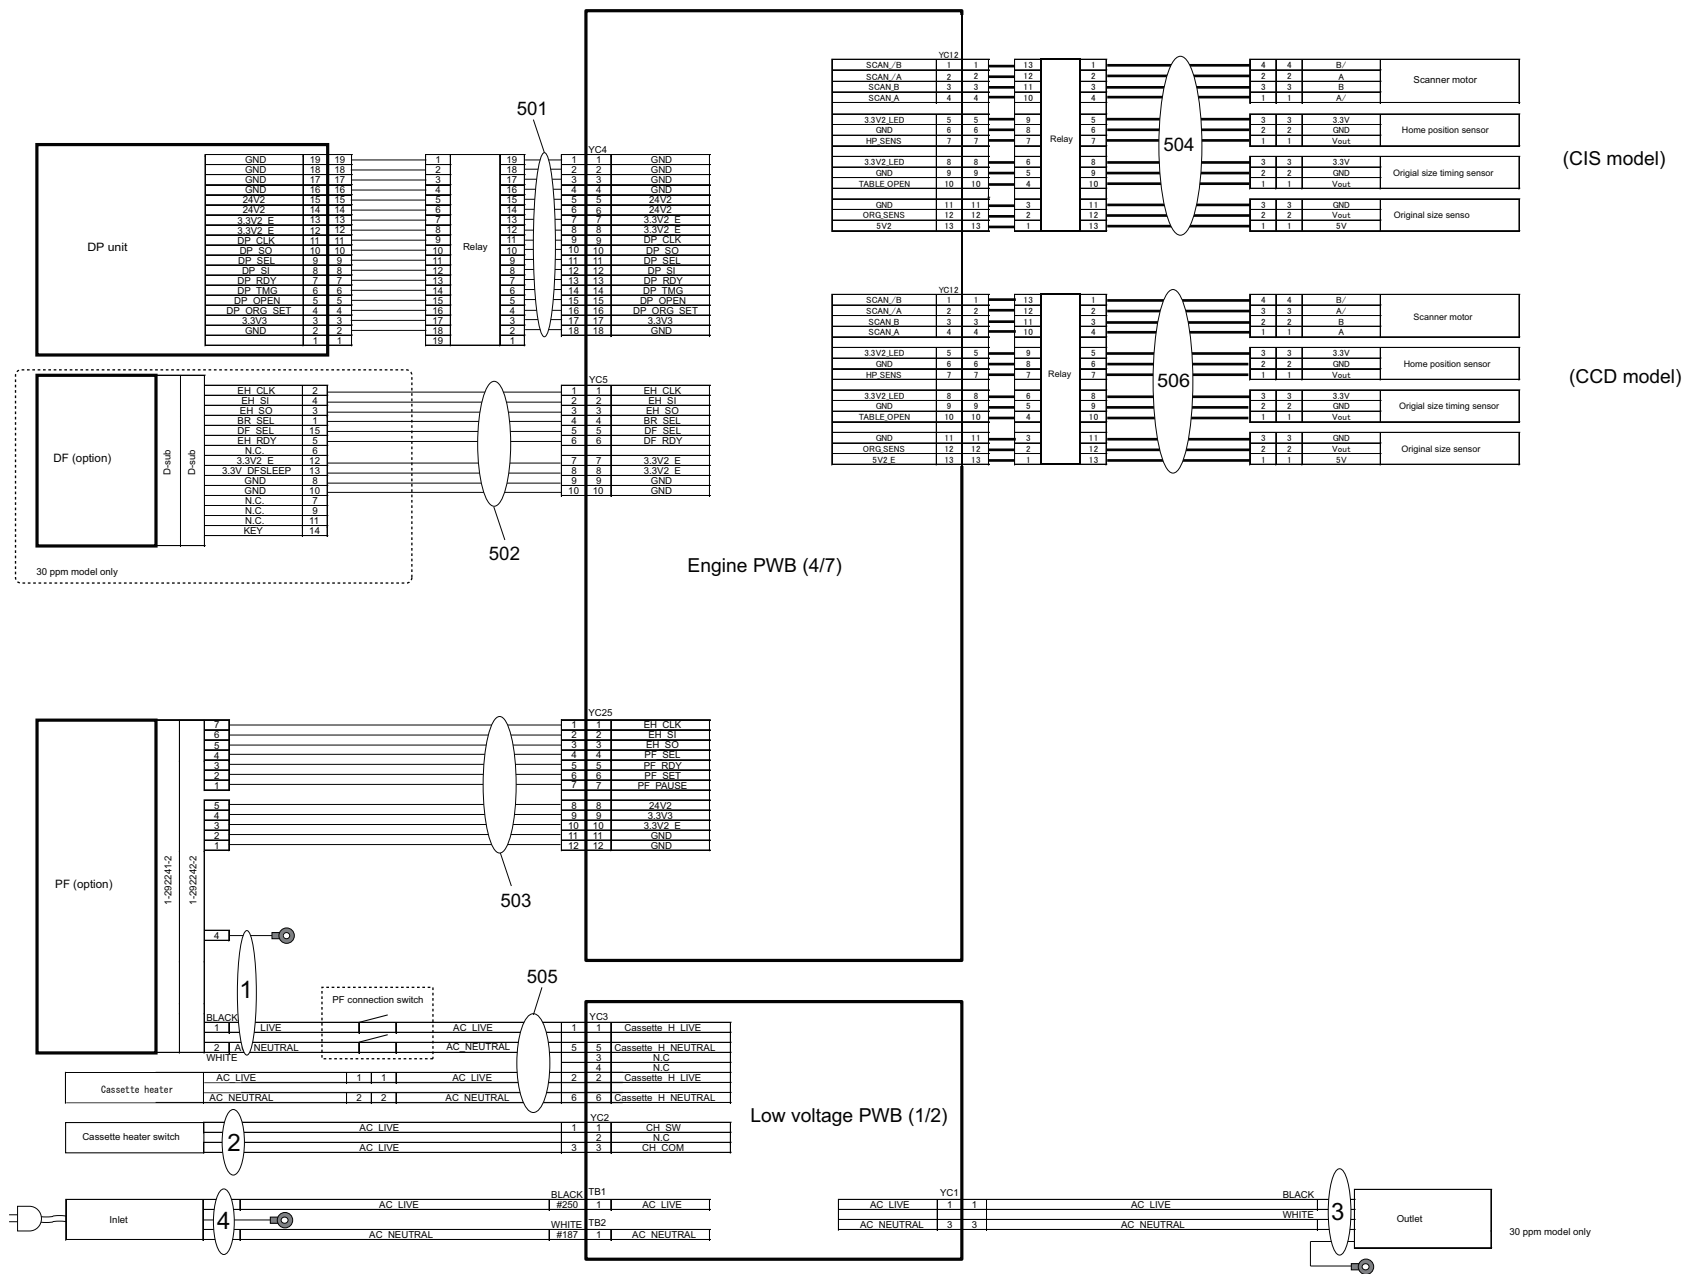 Engine PWB (4/7)
501
DP unit
GND 19 19
GND 18 18
GND 17 17
GND 16 16
24V2 15 15
24V2 14 14
3.3V2_E 13 13
3.3V2_E 12 12
DP_CLK 11 11
DP_SO 10 10
DP_SEL 9 9
DP_SI 8 8
DP_RDY 7 7
DP_TMG 6 6
DP_OPEN 5 5
DP_ORG_SET 4 4
3.3V3 3 3
GND 2 2
1 1
Relay
1 19
2 18
3 17
4 16
5 15
6 14
7 13
8 12
9 11
10 10
11 9
12 8
13 7
14 6
15 5
16 4
17 3
18 2
19 1
YC4
1 1 GND
2 2 GND
3 3 GND
4 4 GND
5 5 24V2
6 6 24V2
7 7 3.3V2_E
8 8 3.3V2_E
9 9 DP_CLK
10 10 DP_SO
11 11 DP_SEL
12 12 DP_SI
13 13 DP_RDY
14 14 DP_TMG
15 15 DP_OPEN
16 16 DP_ORG_SET
17 17 3.3V3
18 18 GND
DF (option)
D-sub
D-sub
EH_CLK 2
EH_SI 4
EH_SO 3
BR_SEL 1
DF_SEL 15
EH_RDY 5
N.C. 6
3.3V2_E 12
3.3V_DFSLEEP 13
GND 8
GND 10
N.C. 7
N.C. 9
N.C. 11
KEY 14
30 ppm model only
502
YC5
1 1 EH_CLK
2 2 EH_SI
3 3 EH_SO
4 4 BR_SEL
5 5 DF_SEL
6 6 DF_RDY
7 7 3.3V2_E
8 8 3.3V2_E
9 9 GND
10 10 GND
YC12
SCAN_/B 1 1 13
SCAN_/A 2 2 12
SCAN_B 3 3 11
SCAN_A 4 4 10
3.3V2_LED 5 5 9
GND 6 6 8
HP_SENS 7 7 7
3.3V2_LED 8 8 6
GND 9 9 5
TABLE_OPEN 10 10 4
GND 11 11 3
ORG_SENS 12 12 2
5V2 13 13 1
Relay
1
2
3
4
5
6
7
8
9
10
11
12
13
504
4 4 B/
2 2 A
3 3 B
1 1 A/
Scanner motor
3 3 3.3V
2 2 GND
1 1 Vout
Home position sensor
3 3 3.3V
2 2 GND
1 1 Vout
Origial size timing sensor
3 3 GND
2 2 Vout
1 1 5V
Original size senso
(CIS model)
YC12
SCAN_/B 1 1 13
SCAN_/A 2 2 12
SCAN_B 3 3 11
SCAN_A 4 4 10
3.3V2_LED 5 5 9
GND 6 6 8
HP_SENS 7 7 7
3.3V2_LED 8 8 6
GND 9 9 5
TABLE_OPEN 10 10 4
GND 11 11 3
ORG_SENS 12 12 2
5V2_E 13 13 1
Relay
1
2
3
4
5
6
7
8
9
10
11
12
13
506
4 4 B/
3 3 A/
2 2 B
1 1 A
Scanner motor
3 3 3.3V
2 2 GND
1 1 Vout
Home position sensor
3 3 3.3V
2 2 GND
1 1 Vout
Origial size timing sensor
3 3 GND
2 2 Vout
1 1 5V
Original size sensor
(CCD model)
PF (option)
1-292241-2
1-292242-2
7
6
5
4
3
2
1
5
4
3
2
1
4
503
YC25
1 1 EH_CLK
2 2 EH_SI
3 3 EH_SO
4 4 PF_SEL
5 5 PF_RDY
6 6 PF_SET
7 7 PF_PAUSE
8 8 24V2
9 9 3.3V3
10 10 3.3V2_E
11 11 GND
12 12 GND
1
PF connection switch
505
BLACK
1 LIVE AC_LIVE
2 A NEUTRAL AC_NEUTRAL
WHITE
YC3
1 1 Cassette_H_LIVE
5 5 Cassette_H_NEUTRAL
3 N.C
4 N.C
2 2 Cassette_H_LIVE
6 6 Cassette_H_NEUTRAL
Cassette heater
AC_LIVE 1 1 AC_LIVE
AC_NEUTRAL 2 2 AC_NEUTRAL
Low voltage PWB (1/2)
Cassette heater switch
2
AC_LIVE
AC_LIVE
YC2
1 1 CH_SW
2 N.C
3 3 CH_COM
Inlet
4
AC_LIVE
BLACK
#250
TB1
1 AC_LIVE
AC_NEUTRAL
WHITE
#187
TB2
1 AC_NEUTRAL
YC1
AC_LIVE 1 1 AC_LIVE
AC_NEUTRAL 3 3 AC_NEUTRAL
BLACK
WHITE
3
Outlet
30 ppm model only